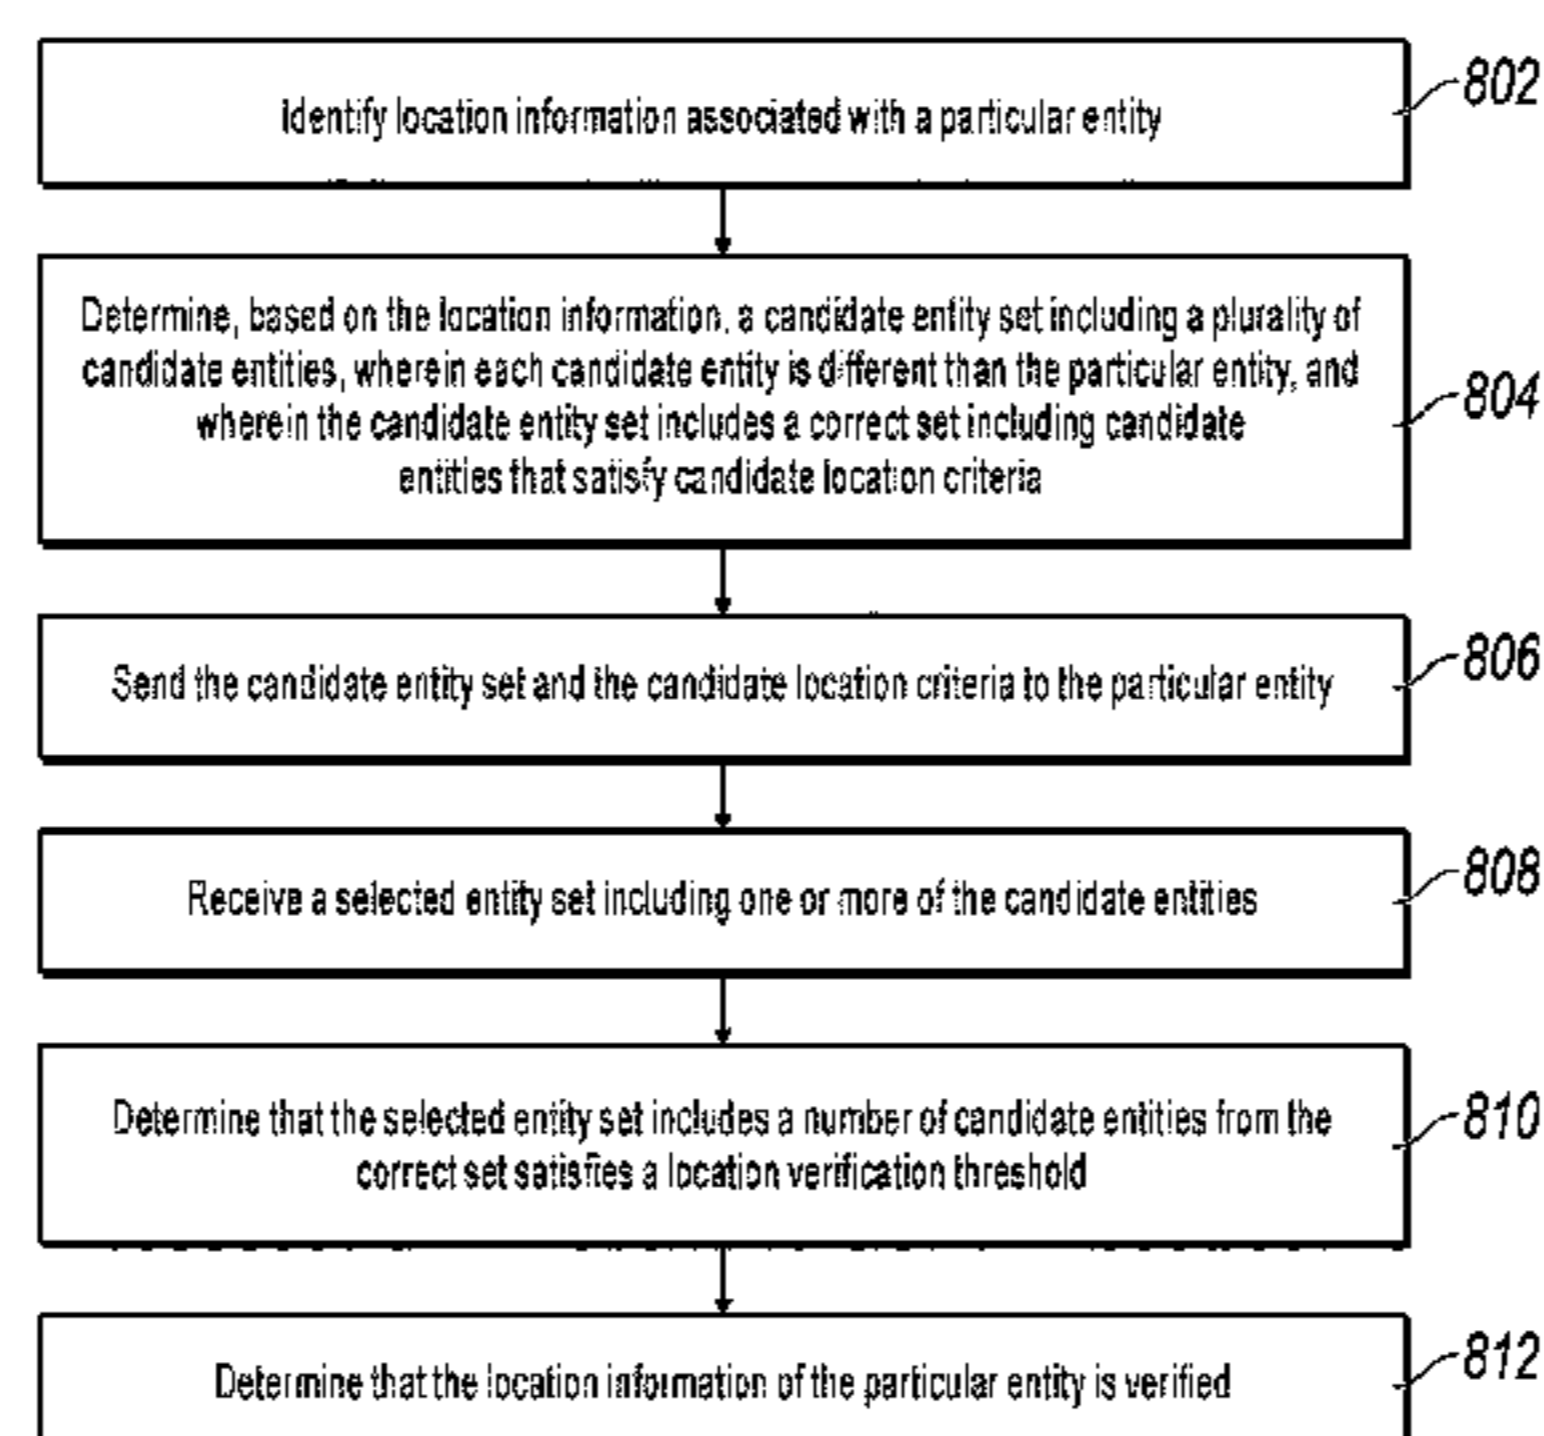 Identify location information associated with a particular entity
802
Determine, based on the location information, a candidate entity set including a plurality of
candidate entities, wherein each candidate entity is different than the particular entity, and
wherein the candidate entity set includes a correct set including candidate
entities that satisfy candidate location criteria
804
Send the candidate entity set and the candidate location criteria to the particular entity
806
Receive a selected entity set including one or more of the candidate entities
808
Determine that the selected entity set includes a number of candidate entities from the
correct set satisfies a location verification threshold
810
Determine that the location information of the particular entity is verified
812